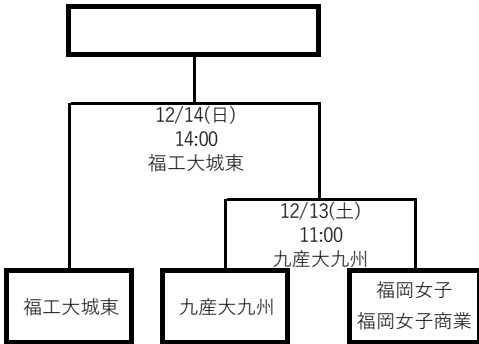 12/14(日)
14:00
福工大城東
12/13(土)
11:00
九産大九州
福工大城東
九産大九州
福岡女子
福岡女子商業